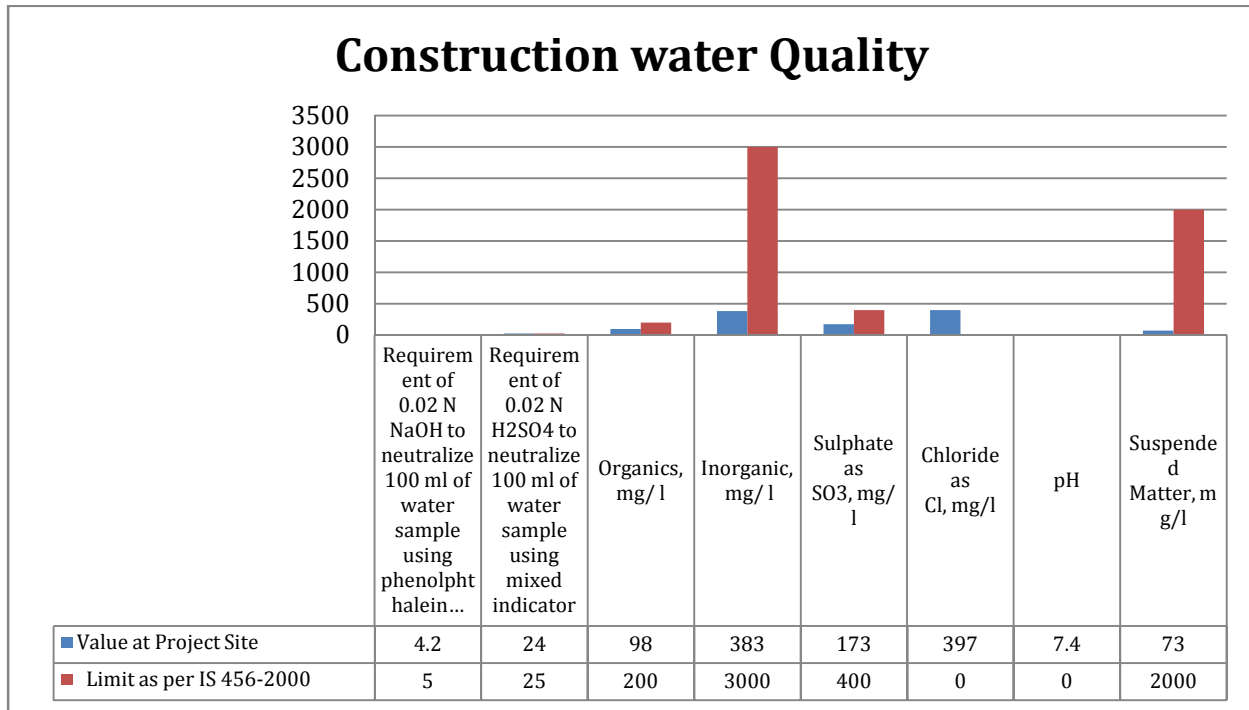 Construction water Quality
3500
3000
2500
2000
1500
1000
500
0
Requirem
ent of
0.02 N
NaOH to
neutralize
100 ml of
water
sample
using
phenolpht
halein…
Requirem
ent of
0.02 N
H2SO4 to
neutralize
100 ml of
water
sample
using
mixed
indicator
Organics,
mg/ l
Inorganic,
mg/ l
Sulphate
as
SO3, mg/
l
Chloride
as
Cl, mg/l
pH
Suspende
d
Matter, m
g/l
Value at Project Site 4.2 24 98 383 173 397 7.4 73
Limit as per IS 456-2000 5 25 200 3000 400 0 0 2000